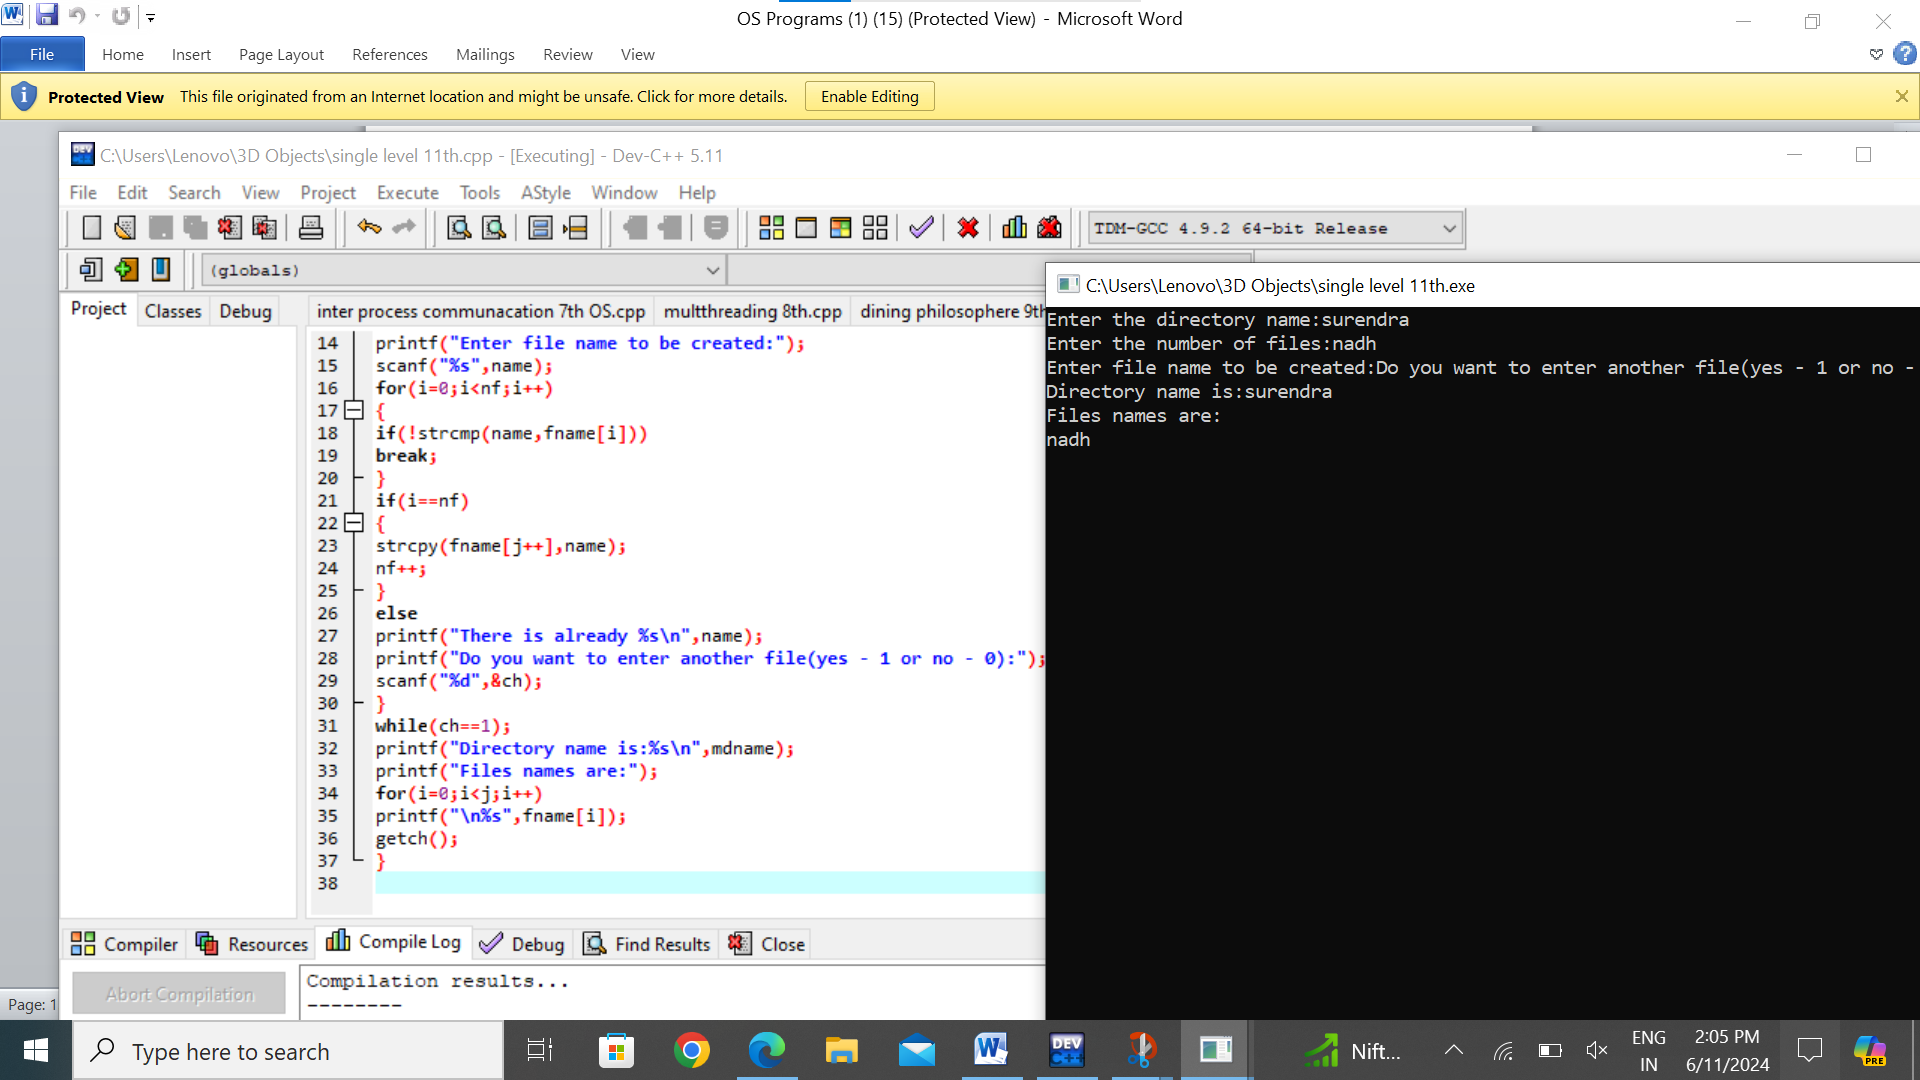 OS Programs (1) (15) (Protected View) - Microsoft Word
File Home Insert Page Layout References Mailings Review View
Protected View This file originated from an Internet location and might be unsafe. Click for more details. Enable Editing
C:\Users\Lenovo\3D Objects\single level 11th.cpp - [Executing] - Dev-C++ 5.11
File Edit Search View Project Execute Tools AStyle Window Help
TDM-GCC 4.9.2 64-bit Release
(globals)
Project Classes Debug
inter process communacation 7th OS.cpp multthreading 8th.cpp dining philosophere 9th
14 printf("Enter file name to be created:");
15 scanf("%s",name);
16 for(i=0;i<nf;i++)
17 {
18 if(!strcmp(name,fname[i]))
19 break;
20 }
21 if(i==nf)
22 {
23 strcpy(fname[j++],name);
24 nf++;
25 }
26 else
27 printf("There is already %s\n",name);
28 printf("Do you want to enter another file(yes - 1 or no - 0):");
29 scanf("%d",&ch);
30 }
31 while(ch==1);
32 printf("Directory name is:%s\n",mdname);
33 printf("Files names are:");
34 for(i=0;i<j;i++)
35 printf("\n%s",fname[i]);
36 getch();
37 }
38
C:\Users\Lenovo\3D Objects\single level 11th.exe
Enter the directory name:surendra
Enter the number of files:nadh
Enter file name to be created:Do you want to enter another file(yes - 1 or no -
Directory name is:surendra
Files names are:
nadh
Compiler Resources Compile Log Debug Find Results Close
Abort Compilation
Compilation results...
--------
Page: 1
Type here to search
DEV C++
Nift...
ENG
IN
2:05 PM
6/11/2024
PRE